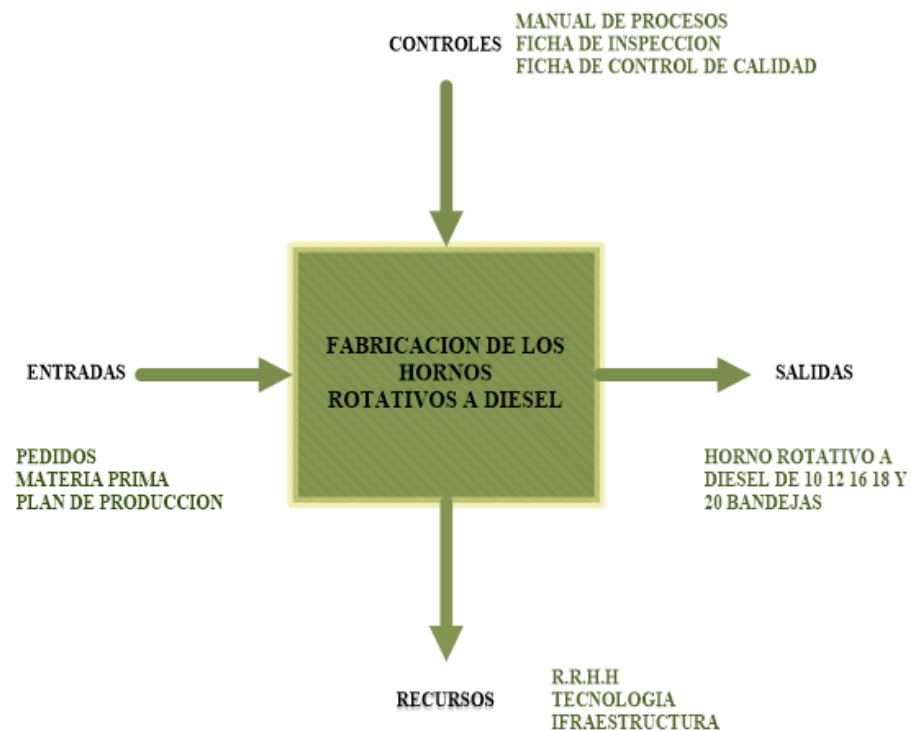 CONTROLES
MANUAL DE PROCESOS
FICHA DE INSPECCION
FICHA DE CONTROL DE CALIDAD
FABRICACION DE LOS
HORNOS
ROTATIVOS A DIESEL
ENTRADAS
PEDIDOS
MATERIA PRIMA
PLAN DE PRODUCCION
SALIDAS
HORNO ROTATIVO A
DIESEL DE 10 12 16 18 Y
20 BANDEJAS
RECURSOS
R.R.H.H
TECNOLOGIA
IFRAESTRUCTURA